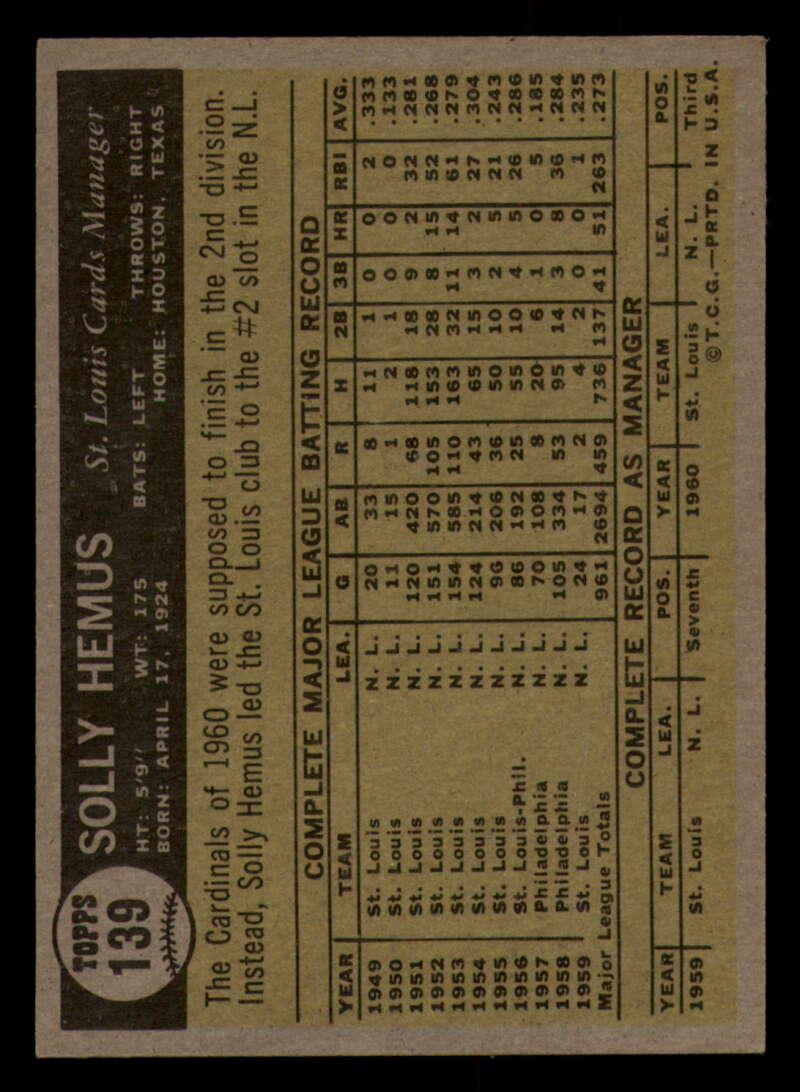 TOPPS
139
SOLLY HEMUS St. Louis Cards Manager
HT: 5'9" WT: 175 BATS: LEFT THROWS: RIGHT
BORN: APRIL 17, 1924 HOME: HOUSTON, TEXAS
The Cardinals of 1960 were supposed to finish in the 2nd division.
Instead, Solly Hemus led the St. Louis club to the #2 slot in the N.L.
COMPLETE MAJOR LEAGUE BATTING RECORD
YEAR TEAM LEA. G AB R H 2B 3B HR RBI AVG.
1949 St. Louis N. L. 20 33 8 11 1 0 0 2 .333
1950 St. Louis N. L. 11 15 1 2 1 0 0 0 .133
1951 St. Louis N. L. 120 420 68 118 18 9 2 32 .281
1952 St. Louis N. L. 151 570 105 153 28 8 15 52 .268
1953 St. Louis N. L. 154 585 110 163 32 11 14 61 .279
1954 St. Louis N. L. 124 214 43 65 15 3 2 27 .304
1955 St. Louis N. L. 96 206 36 50 10 2 5 21 .243
1956 St. Louis-Phil. N. L. 86 192 25 55 10 4 5 26 .286
1957 Philadelphia N. L. 70 108 8 20 6 1 0 5 .185
1958 Philadelphia N. L. 105 334 53 95 14 3 8 36 .284
1959 St. Louis N. L. 24 17 2 4 2 0 0 1 .235
Major League Totals 961 2694 459 736 137 41 51 263 .273
COMPLETE RECORD AS MANAGER
YEAR TEAM LEA. POS. YEAR TEAM LEA. POS.
1959 St. Louis N. L. Seventh 1960 St. Louis N. L. Third
©T.C.G.—PRTD. IN U.S.A.